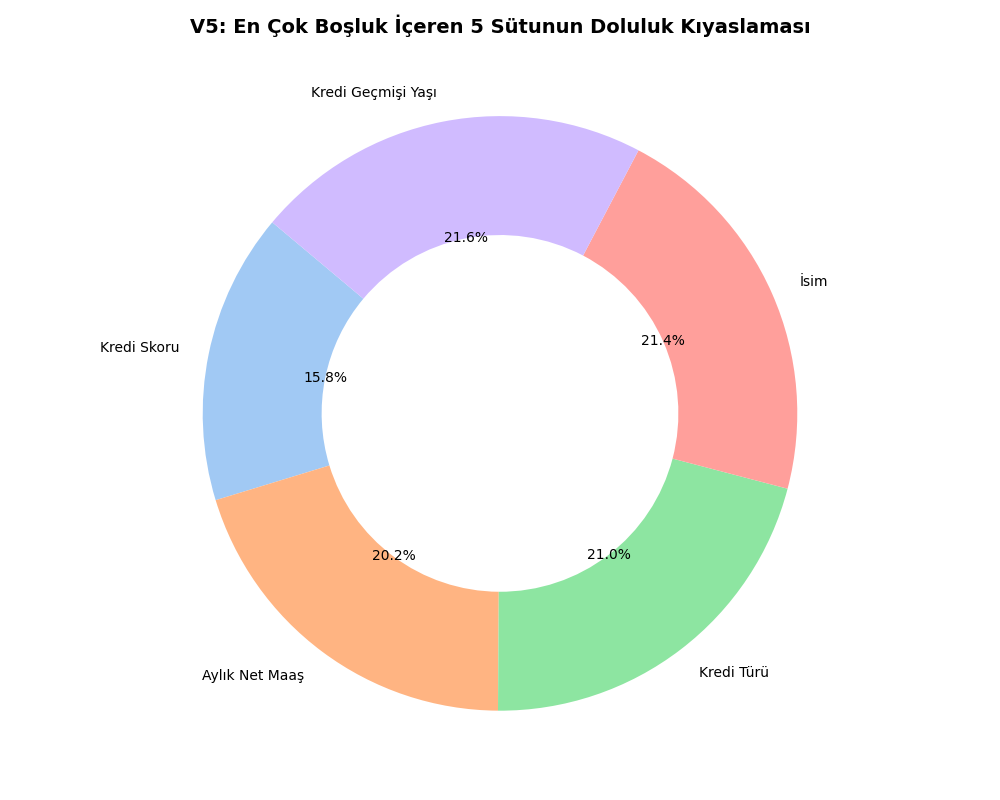 V5: En Çok Boşluk İçeren 5 Sütunun Doluluk Kıyaslaması
Kredi Geçmişi Yaşı
21.6%
İsim
21.4%
Kredi Skoru
15.8%
20.2%
21.0%
Aylık Net Maaş
Kredi Türü